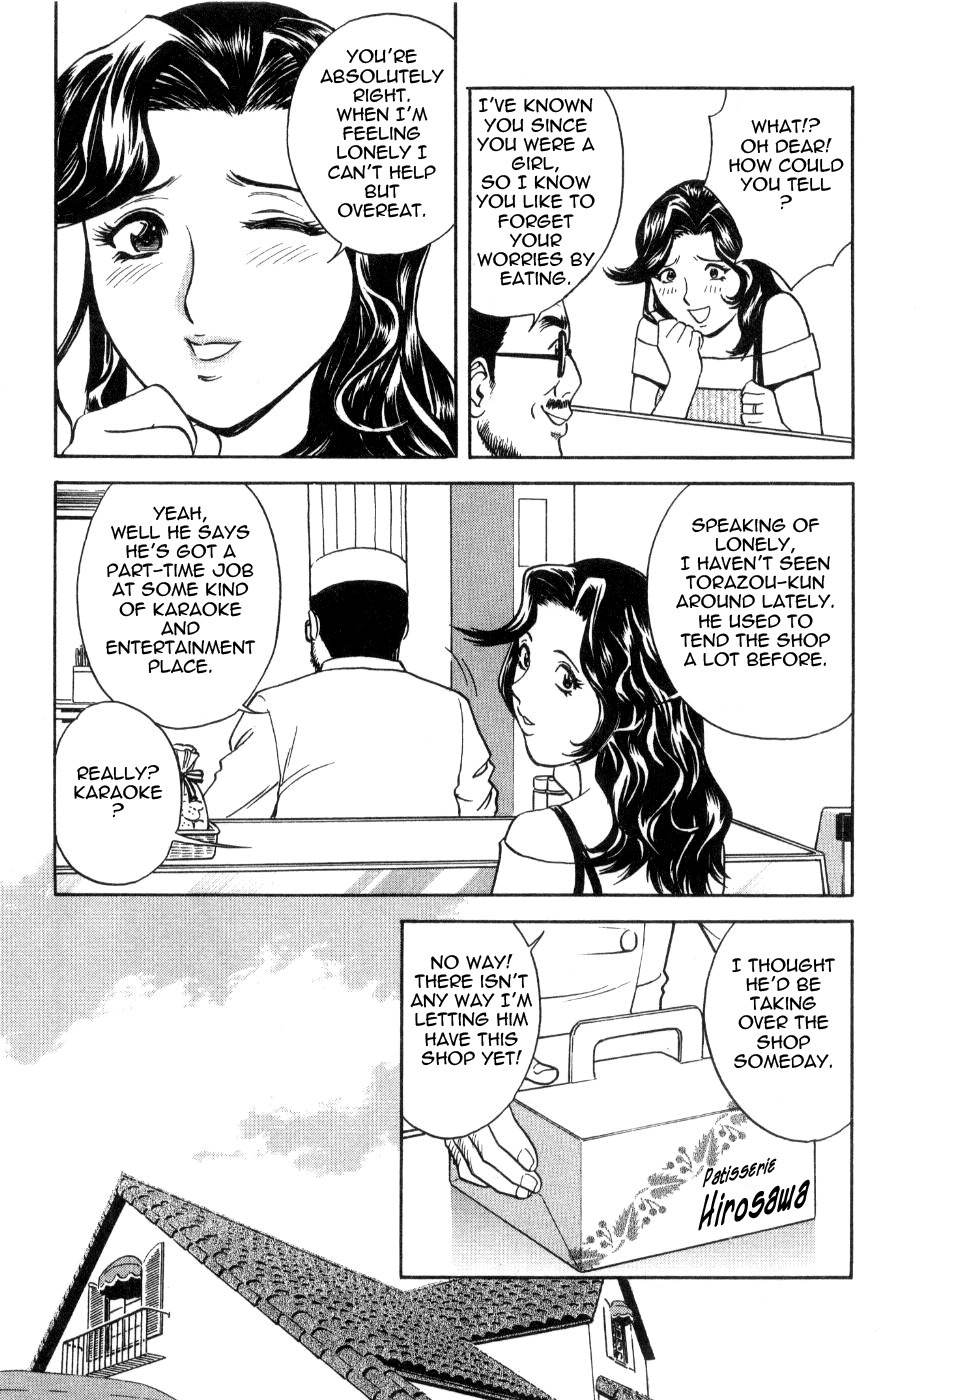 WHAT!?
OH DEAR!
HOW COULD
YOU TELL
?
I'VE KNOWN
YOU SINCE
YOU WERE A
GIRL,
SO I KNOW
YOU LIKE TO
FORGET
YOUR
WORRIES BY
EATING.
YOU'RE
ABSOLUTELY
RIGHT.
WHEN I'M
FEELING
LONELY I
CAN'T HELP
BUT
OVEREAT.
SPEAKING OF
LONELY,
I HAVEN'T SEEN
TORAZOU-KUN
AROUND LATELY.
HE USED TO
TEND THE SHOP
A LOT BEFORE.
YEAH,
WELL HE SAYS
HE'S GOT A
PART-TIME JOB
AT SOME KIND
OF KARAOKE
AND
ENTERTAINMENT
PLACE.
REALLY?
KARAOKE
?
I THOUGHT
HE'D BE
TAKING
OVER THE
SHOP
SOMEDAY.
NO WAY!
THERE ISN'T
ANY WAY I'M
LETTING HIM
HAVE THIS
SHOP YET!
Patisserie
Hirosawa